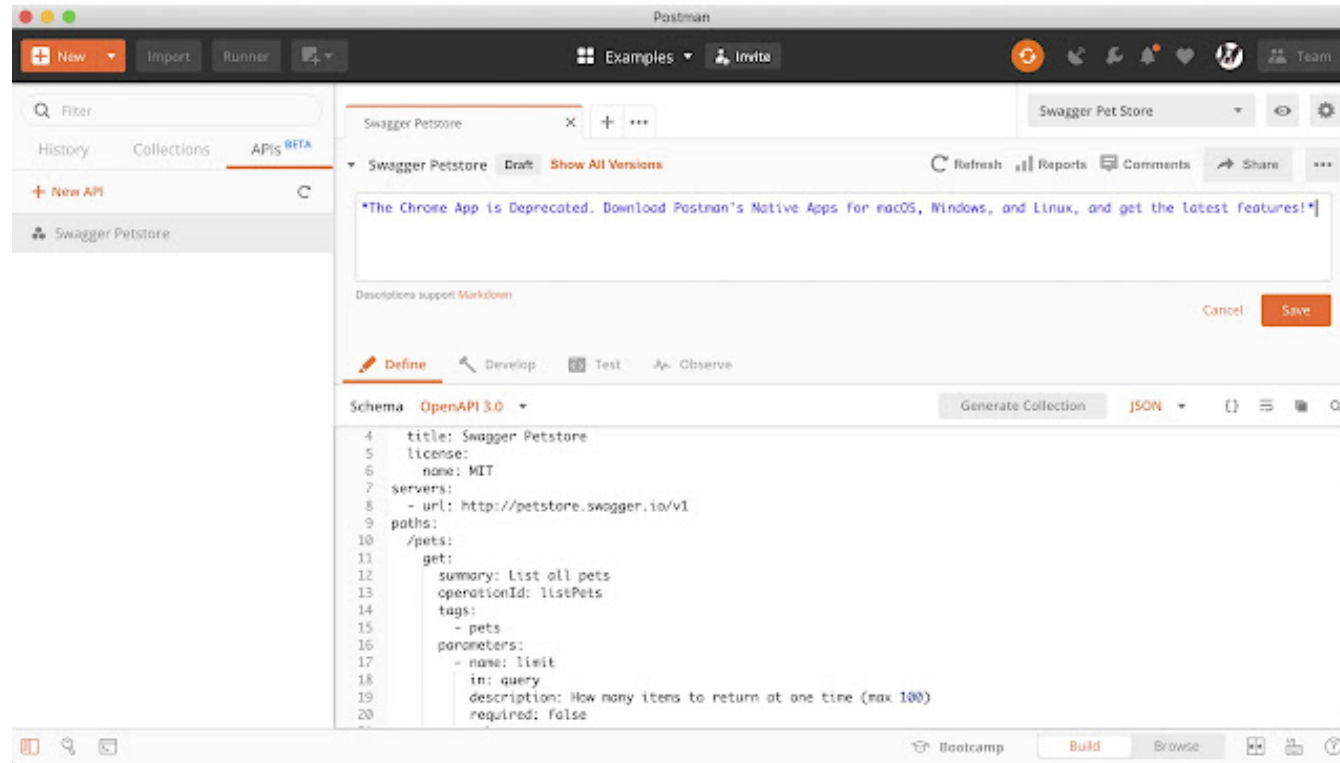 Postman
New Import Runner Examples Invite Team
Filter
History Collections APIs BETA
New API
Swagger Petstore
Swagger Petstore
Swagger Pet Store
Swagger Petstore Draft Show All Versions Refresh Reports Comments Share
*The Chrome App is Deprecated. Download Postman's Native Apps for macOS, Windows, and Linux, and get the latest features!*
Descriptions support Markdown
Cancel Save
Define Develop Test Observe
Schema OpenAPI 3.0 Generate Collection JSON {}
4 title: Swagger Petstore
5 license:
6 name: MIT
7 servers:
8 - url: http://petstore.swagger.io/v1
9 paths:
10 /pets:
11 get:
12 summary: List all pets
13 operationId: listPets
14 tags:
15 - pets
16 parameters:
17 - name: limit
18 in: query
19 description: How many items to return at one time (max 100)
20 required: false
Bootcamp Build Browse